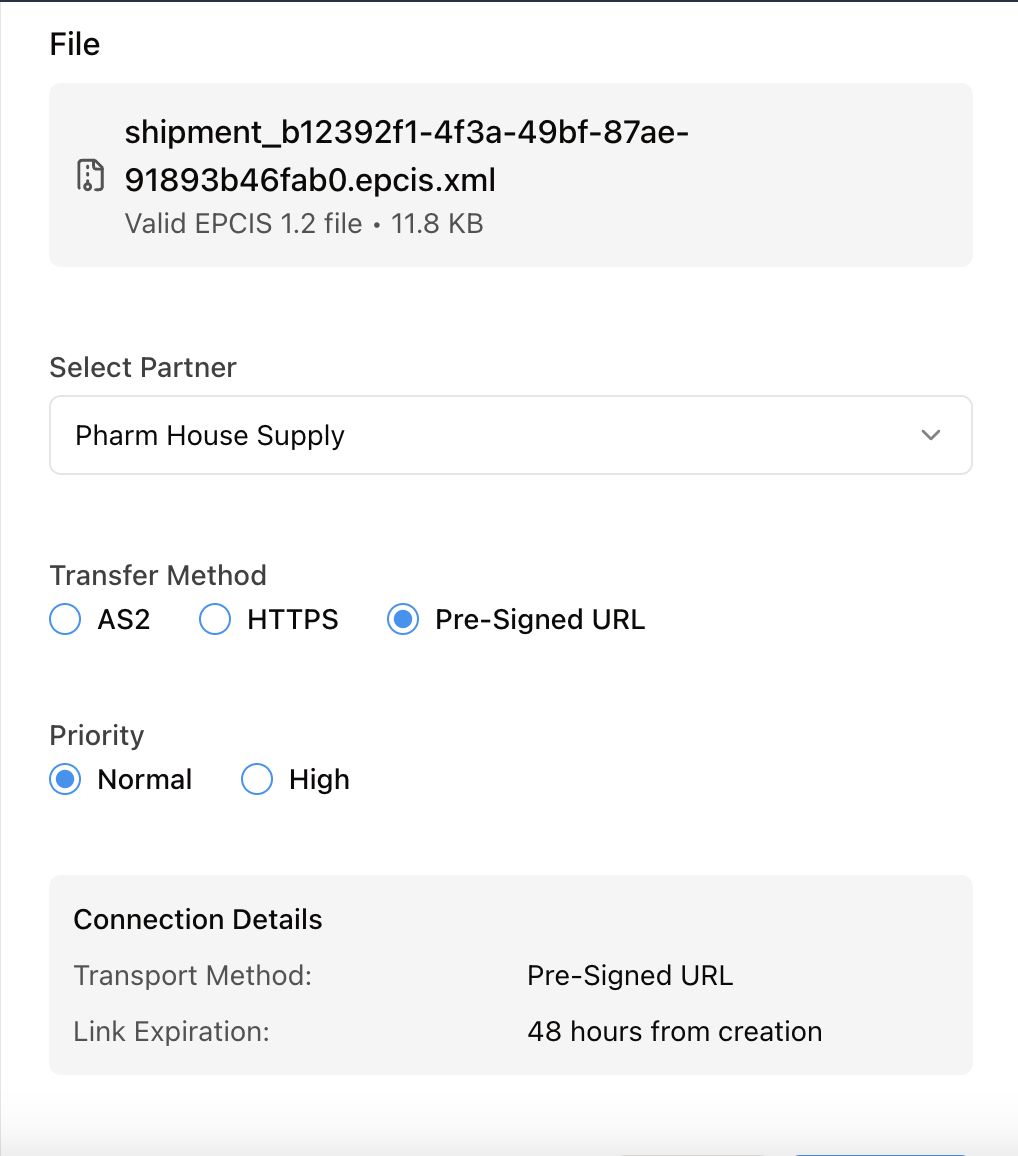 File
shipment_b12392f1-4f3a-49bf-87ae-
91893b46fab0.epcis.xml
Valid EPCIS 1.2 file • 11.8 KB
Select Partner
Pharm House Supply
Transfer Method
AS2 HTTPS Pre-Signed URL
Priority
Normal High
Connection Details
Transport Method: Pre-Signed URL
Link Expiration: 48 hours from creation